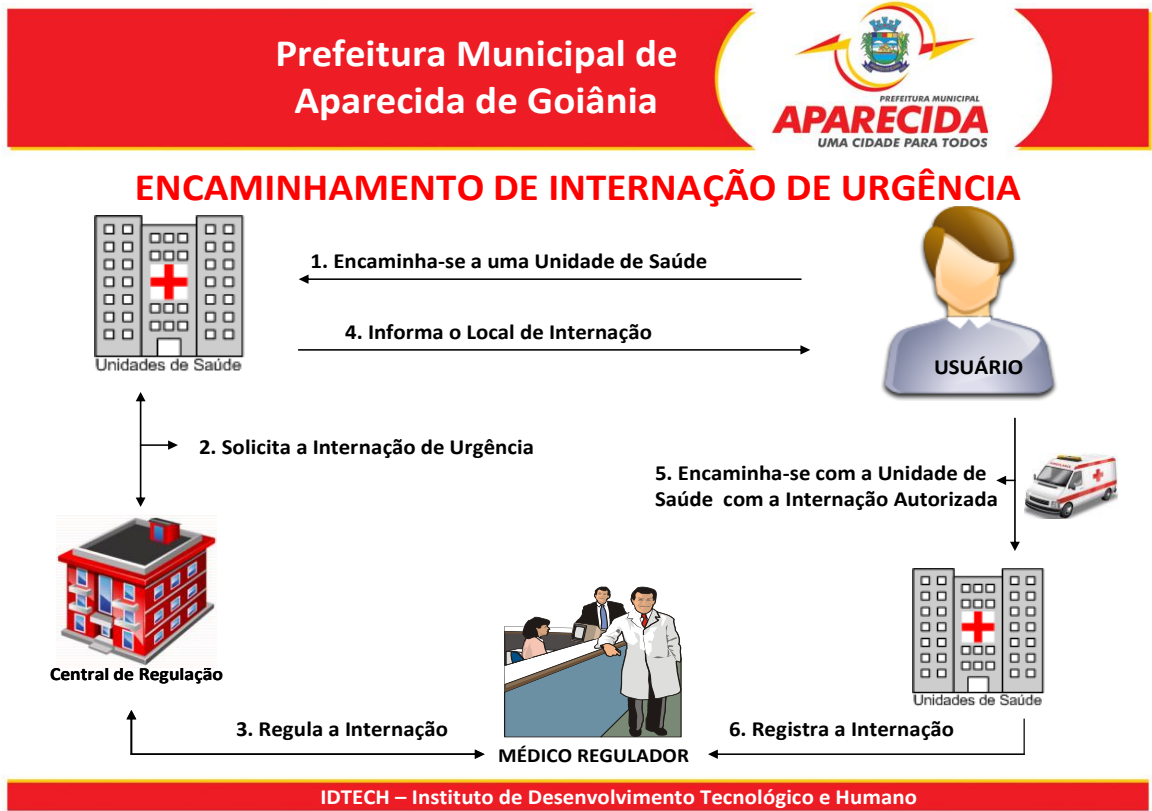 Prefeitura Municipal de
Aparecida de Goiânia
PREFEITURA MUNICIPAL
APARECIDA
UMA CIDADE PARA TODOS
ENCAMINHAMENTO DE INTERNAÇÃO DE URGÊNCIA
1. Encaminha-se a uma Unidade de Saúde
4. Informa o Local de Internação
Unidades de Saúde
USUÁRIO
2. Solicita a Internação de Urgência
5. Encaminha-se com a Unidade de
Saúde com a Internação Autorizada
Central de Regulação
Unidades de Saúde
3. Regula a Internação
6. Registra a Internação
MÉDICO REGULADOR
IDTECH – Instituto de Desenvolvimento Tecnológico e Humano